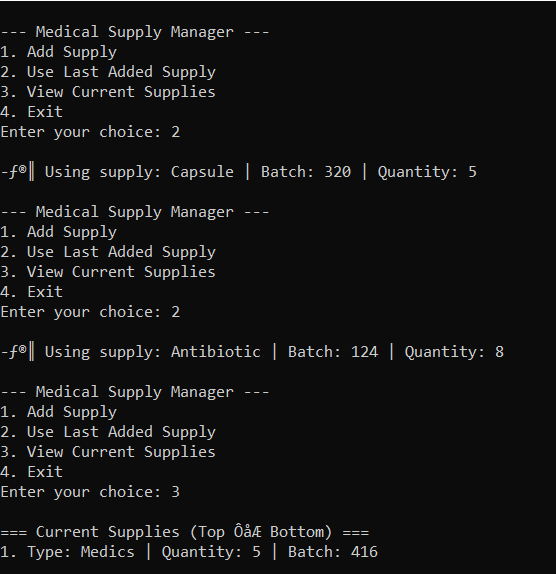 --- Medical Supply Manager ---
1. Add Supply
2. Use Last Added Supply
3. View Current Supplies
4. Exit
Enter your choice: 2
-ƒ®║ Using supply: Capsule | Batch: 320 | Quantity: 5
--- Medical Supply Manager ---
1. Add Supply
2. Use Last Added Supply
3. View Current Supplies
4. Exit
Enter your choice: 2
-ƒ®║ Using supply: Antibiotic | Batch: 124 | Quantity: 8
--- Medical Supply Manager ---
1. Add Supply
2. Use Last Added Supply
3. View Current Supplies
4. Exit
Enter your choice: 3
=== Current Supplies (Top ÔåÆ Bottom) ===
1. Type: Medics | Quantity: 5 | Batch: 416